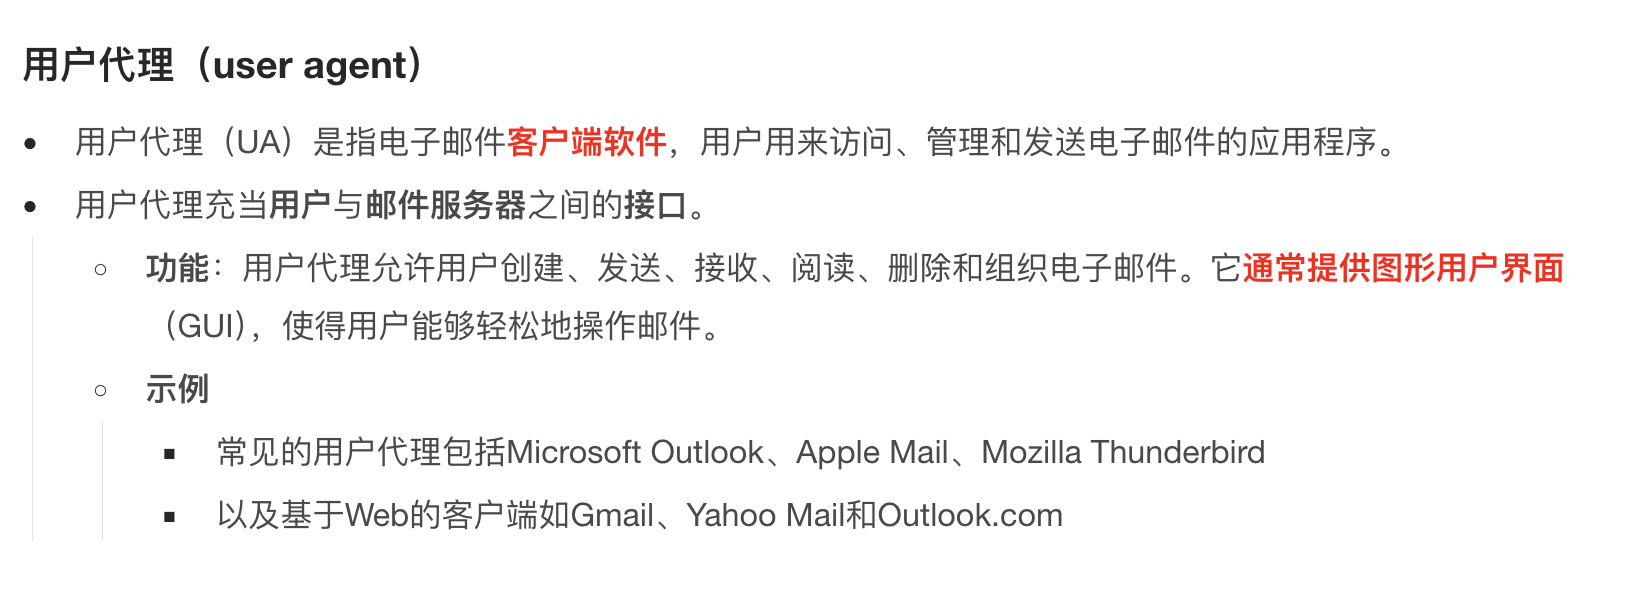 用户代理（user agent）
用户代理（UA）是指电子邮件客户端软件，用户用来访问、管理和发送电子邮件的应用程序。
用户代理充当用户与邮件服务器之间的接口。
功能：用户代理允许用户创建、发送、接收、阅读、删除和组织电子邮件。它通常提供图形用户界面
（GUI），使得用户能够轻松地操作邮件。
示例
常见的用户代理包括Microsoft Outlook、Apple Mail、Mozilla Thunderbird
以及基于Web的客户端如Gmail、Yahoo Mail和Outlook.com